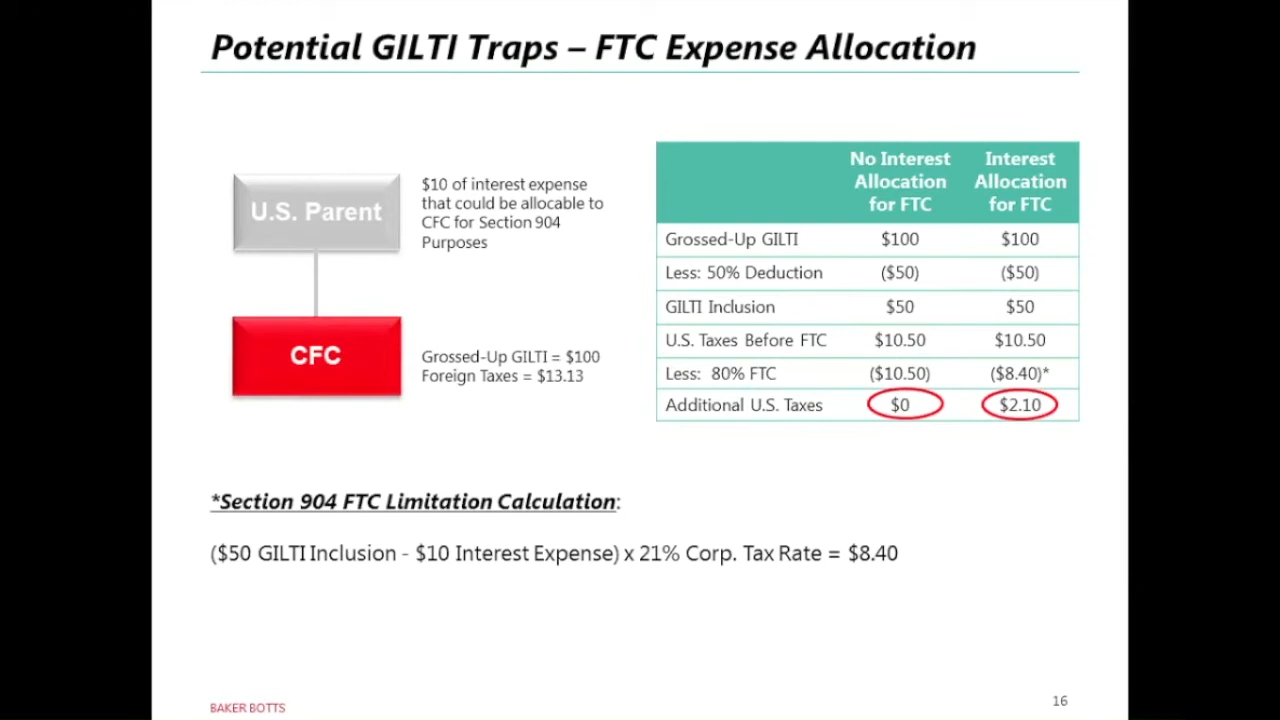 Potential GILTI Traps – FTC Expense Allocation
U.S. Parent
$10 of interest expense
that could be allocable to
CFC for Section 904
Purposes
CFC
Grossed-Up GILTI = $100
Foreign Taxes = $13.13
No Interest Allocation for FTC Interest Allocation for FTC
Grossed-Up GILTI $100 $100
Less: 50% Deduction ($50) ($50)
GILTI Inclusion $50 $50
U.S. Taxes Before FTC $10.50 $10.50
Less: 80% FTC ($10.50) ($8.40)*
Additional U.S. Taxes $0 $2.10
*Section 904 FTC Limitation Calculation:
($50 GILTI Inclusion - $10 Interest Expense) x 21% Corp. Tax Rate = $8.40
BAKER BOTTS
16